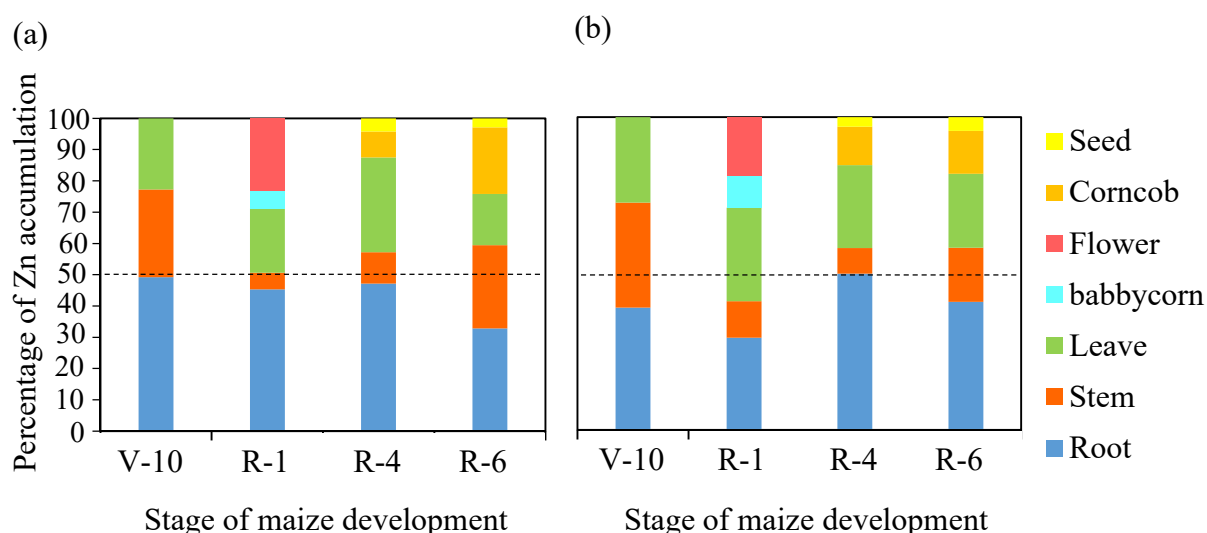 (a)
(b)
Percentage of Zn accumulation
100
90
80
70
60
50
40
30
20
10
0
V-10 R-1 R-4 R-6
V-10 R-1 R-4 R-6
Stage of maize development
Stage of maize development
Seed
Corncob
Flower
babbycorn
Leave
Stem
Root